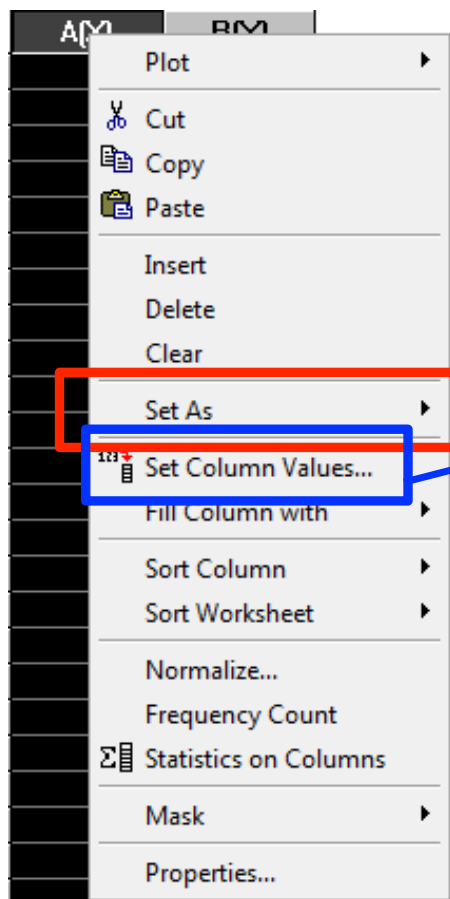 A(X) B(Y)
Plot
Cut
Copy
Paste
Insert
Delete
Clear
Set As
123 Set Column Values...
Fill Column with
Sort Column
Sort Worksheet
Normalize...
Frequency Count
Σ Statistics on Columns
Mask
Properties...